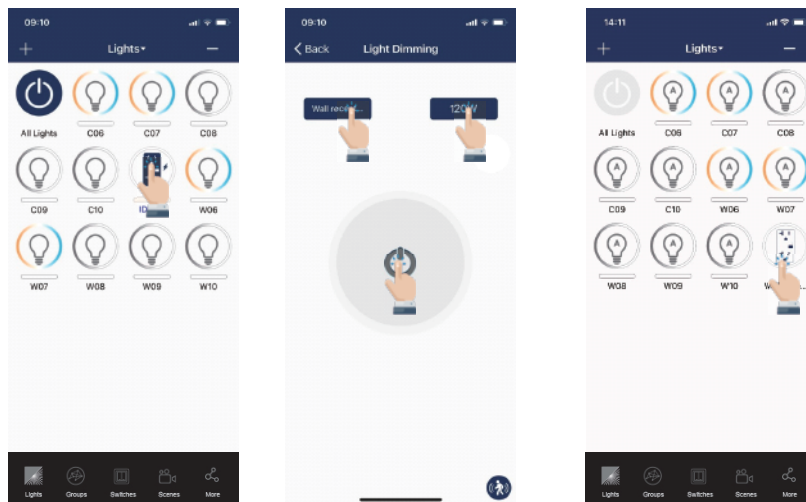 09:10
Lights
All Lights
C06
C07
C08
C09
C10
ID
W06
W07
W08
W09
W10
Lights
Groups
Switches
Scenes
More
09:10
Back
Light Dimming
Wall
120W
14:11
Lights
All Lights
C06
C07
C08
C09
C10
W06
W07
W08
W09
W10
W
Lights
Groups
Switches
Scenes
More